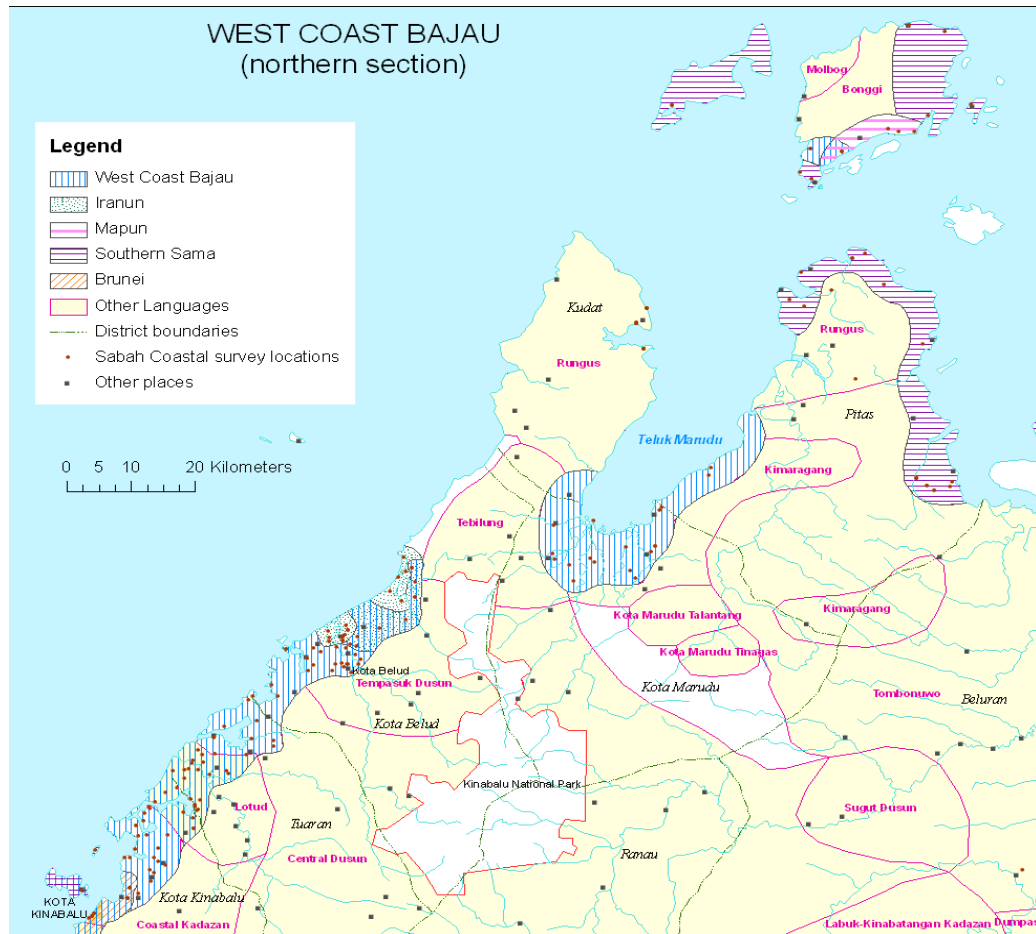 WEST COAST BAJAU
(northern section)
Legend
West Coast Bajau
Iranun
Mapun
Southern Sama
Brunei
Other Languages
District boundaries
Sabah Coastal survey locations
Other places
0 5 10 20 Kilometers
Molbog
Bonggi
Kudat
Rungus
Rungus
Pitas
Teluk Marudu
Kimaragang
Tebilung
Kota Marudu Talantang
Kimaragang
Kota Marudu Tinagas
Kota Belud
Tempasuk Dusun
Kota Marudu
Tombonuwo
Beluran
Kota Belud
Kinabalu National Park
Lotud
Sugut Dusun
Tuaran
Central Dusun
Ranau
KOTA
KINABALU
Kota Kinabalu
Coastal Kadazan
Labuk-Kinabatangan Kadazan
Dumpas